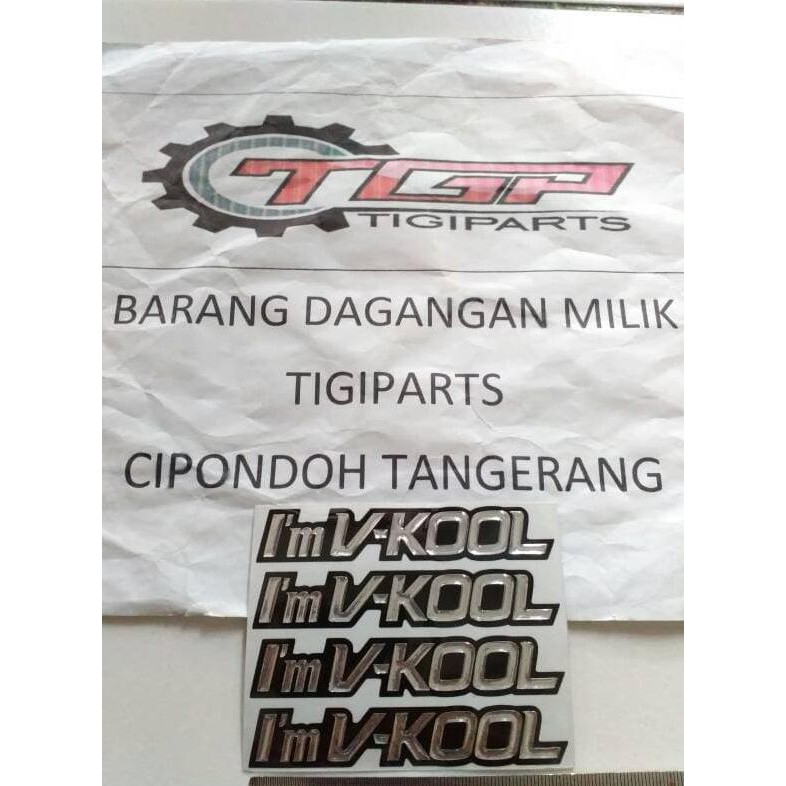 TGP
TIGIPARTS
BARANG DAGANGAN MILIK
TIGIPARTS
CIPONDOH TANGERANG
I'm V-KOOL
I'm V-KOOL
I'm V-KOOL
I'm V-KOOL